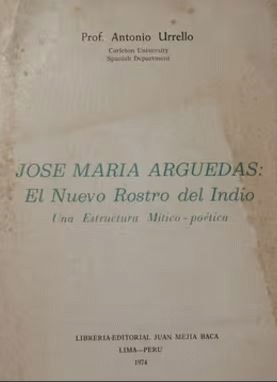 Prof. Antonio Urrello
Carleton University
Spanish Department
JOSE MARIA ARGUEDAS:
El Nuevo Rostro del Indio
Una Estructura Mítico-poética
LIBRERIA-EDITORIAL JUAN MEJIA BACA
LIMA—PERU
1974